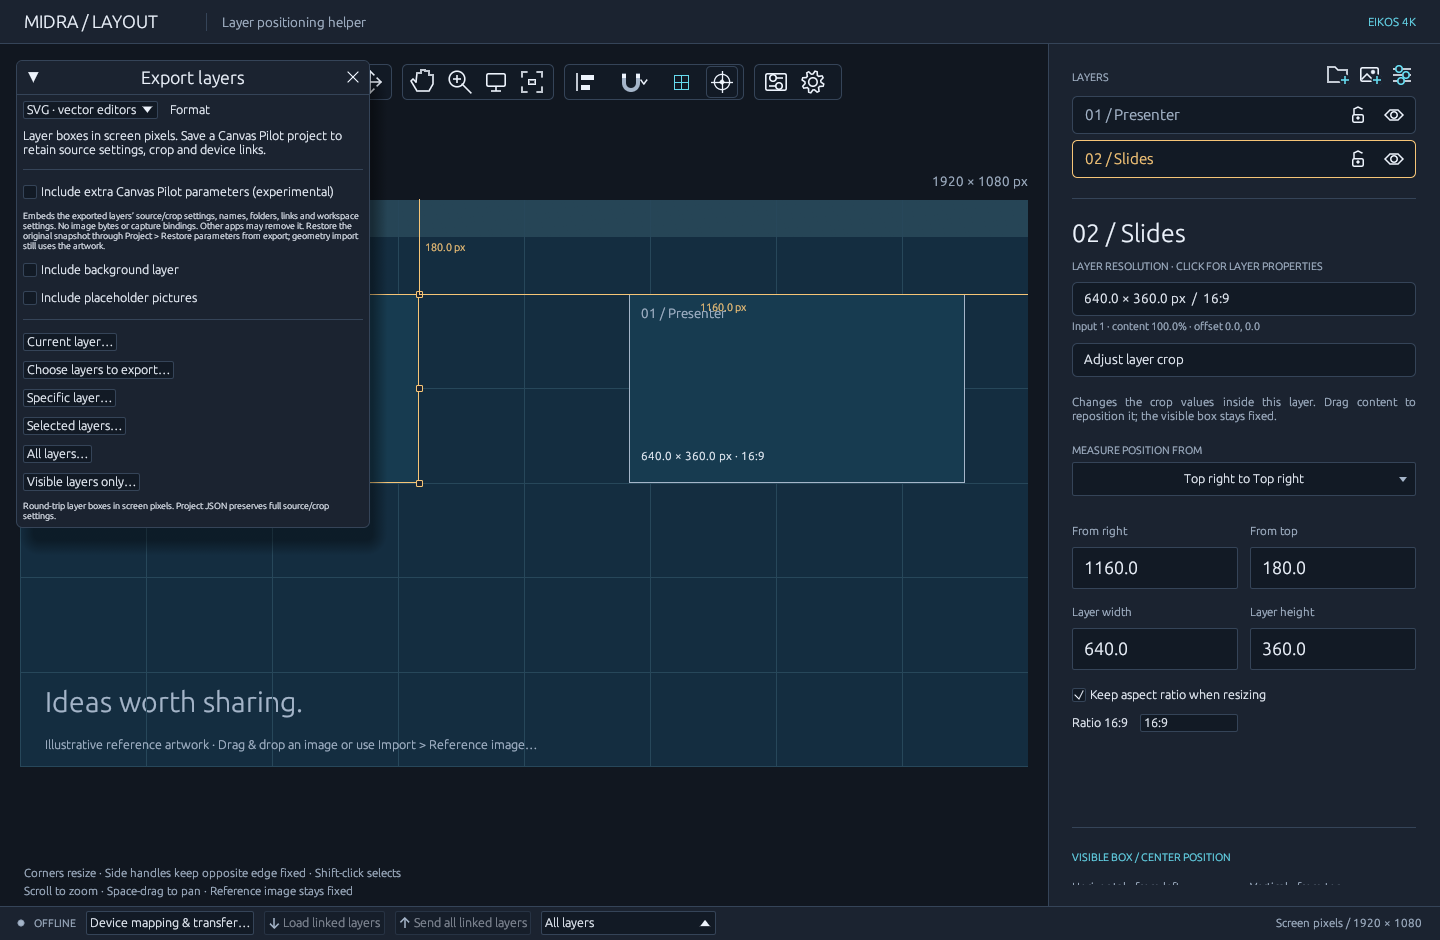 MIDRA / LAYOUT
Layer positioning helper
EIKOS 4K
Export layers
SVG · vector editors
Format
Layer boxes in screen pixels. Save a Canvas Pilot project to
retain source settings, crop and device links.
Include extra Canvas Pilot parameters (experimental)
Embeds the exported layers' source/crop settings, names, folders, links and workspace
settings. No image bytes or capture bindings. Other apps may remove it. Restore the
original snapshot through Project > Restore parameters from export; geometry import
still uses the artwork.
Include background layer
Include placeholder pictures
Current layer...
Choose layers to export...
Specific layer...
Selected layers...
All layers...
Visible layers only...
Round-trip layer boxes in screen pixels. Project JSON preserves full source/crop
settings.
1920 × 1080 px
180.0 px
1160.0 px
01 / Presenter
640.0 × 360.0 px · 16:9
Ideas worth sharing.
Illustrative reference artwork · Drag & drop an image or use Import > Reference image...
Corners resize · Side handles keep opposite edge fixed · Shift-click selects
Scroll to zoom · Space-drag to pan · Reference image stays fixed
LAYERS
01 / Presenter
02 / Slides
02 / Slides
LAYER RESOLUTION · CLICK FOR LAYER PROPERTIES
640.0 × 360.0 px / 16:9
Input 1 · content 100.0% · offset 0.0, 0.0
Adjust layer crop
Changes the crop values inside this layer. Drag content to
reposition it; the visible box stays fixed.
MEASURE POSITION FROM
Top right to Top right
From right
From top
1160.0
180.0
Layer width
Layer height
640.0
360.0
Keep aspect ratio when resizing
Ratio 16:9
16:9
VISIBLE BOX / CENTER POSITION
OFFLINE
Device mapping & transfer...
Load linked layers
Send all linked layers
All layers
Screen pixels / 1920 × 1080